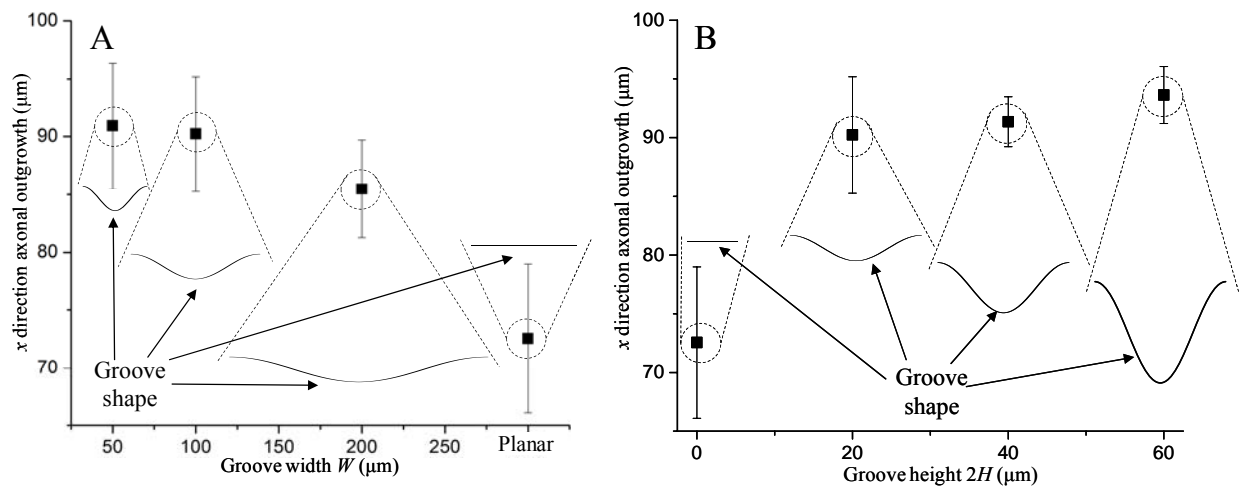 A
x direction axonal outgrowth (μm)
100
90
80
70
Groove
shape
50
100
150
200
250
Planar
Groove width W (μm)
B
x direction axonal outgrowth (μm)
100
90
80
70
Groove
shape
0
20
40
60
Groove height 2H (μm)